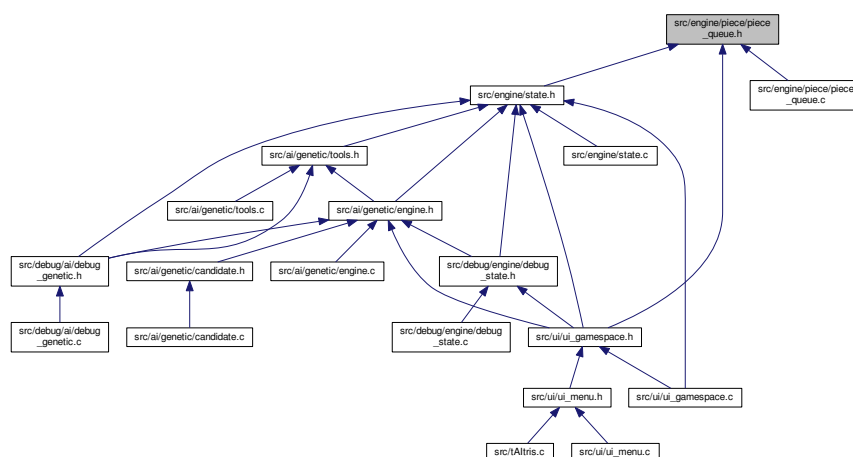 src/engine/piece/piece
_queue.h
src/engine/state.h
src/engine/piece/piece
_queue.c
src/ai/genetic/tools.h
src/engine/state.c
src/ai/genetic/tools.c
src/ai/genetic/engine.h
src/debug/ai/debug
_genetic.h
src/ai/genetic/candidate.h
src/ai/genetic/engine.c
src/debug/engine/debug
_state.h
src/debug/ai/debug
_genetic.c
src/ai/genetic/candidate.c
src/debug/engine/debug
_state.c
src/ui/ui_gamespace.h
src/ui/ui_menu.h
src/ui/ui_gamespace.c
src/tAItris.c
src/ui/ui_menu.c